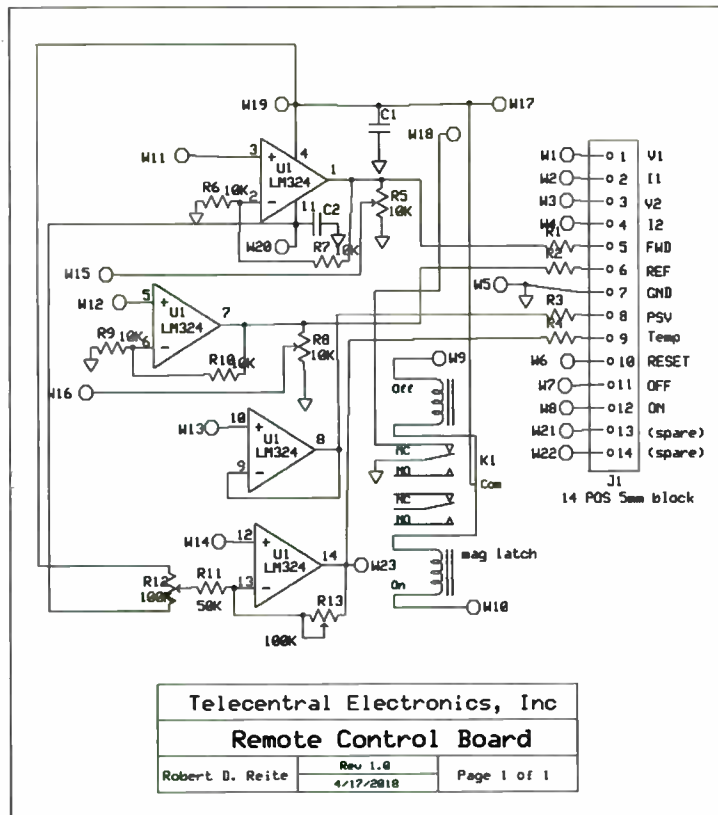 W19
W17
C1
W18
W11
3
4
U1
LM324
1
2
R6
10K
R5
10K
11
C2
W20
R7
10K
W15
W12
5
U1
LM324
7
6
R9
10K
R10
10K
R8
10K
W16
W13
10
U1
LM324
8
9
W14
12
U1
LM324
14
13
W23
R12
100K
R11
50K
R13
100K
W9
Off
NC
NO
K1
Com
NC
NO
mag latch
On
W10
W1 1 V1
W2 2 I1
W3 3 V2
W4 4 I2
R1 5 FWD
R2 6 REF
W5 7 GND
R3 8 PSV
R4 9 Temp
W6 10 RESET
W7 11 OFF
W8 12 ON
W21 13 (spare)
W22 14 (spare)
J1
14 POS 5mm block
Telecentral Electronics, Inc
Remote Control Board
Robert D. Reite
Rev 1.0
4/17/2018
Page 1 of 1